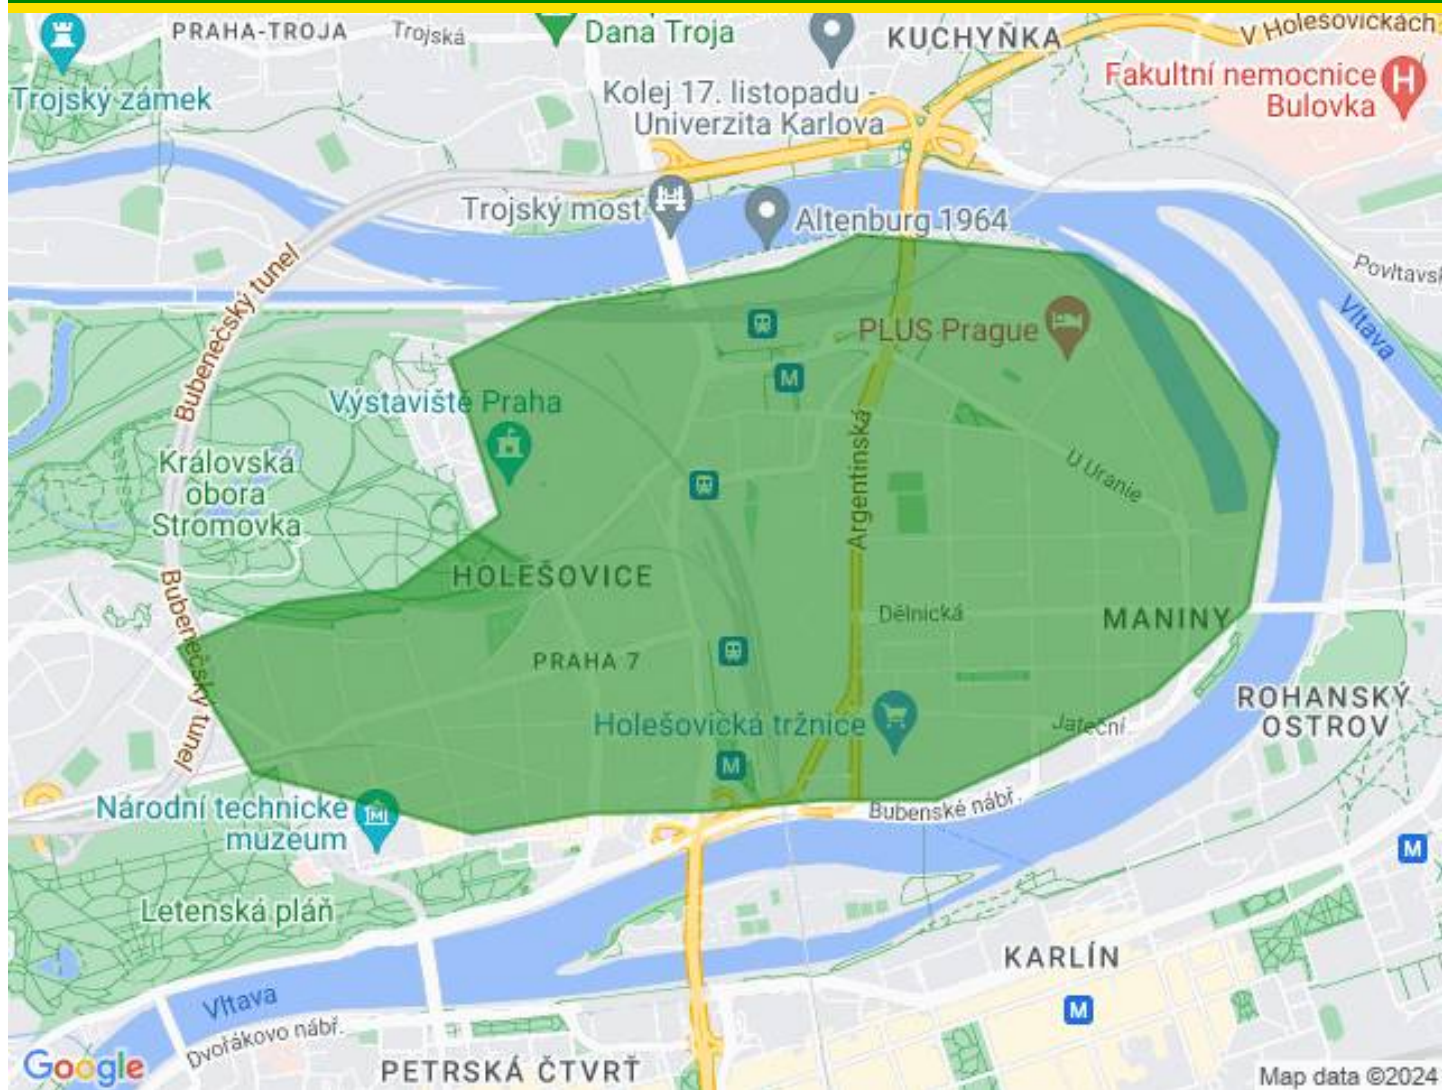 PRAHA-TROJA
Trojská
Dana Troja
KUCHYŇKA
V Holešovičkách
Trojský zámek
Kolej 17. listopadu -
Univerzita Karlova
Fakultní nemocnice
Bulovka
Trojský most
Altenburg 1964
Povltavsk
Bubenečský tunel
Vltava
PLUS Prague
Výstaviště Praha
Argentinská
U Uranie
Královská
obora
Stromovka
M
HOLEŠOVICE
Bubenečský tunel
Dělnická
MANINY
PRAHA 7
Holešovická tržnice
Jateční
ROHANSKÝ
OSTROV
M
Národní technické
muzeum
Bubenské nábř.
M
Letenská pláň
KARLÍN
Vltava
M
Dvořákovo nábř.
PETRSKÁ ČTVRŤ
Google
Map data ©2024
H